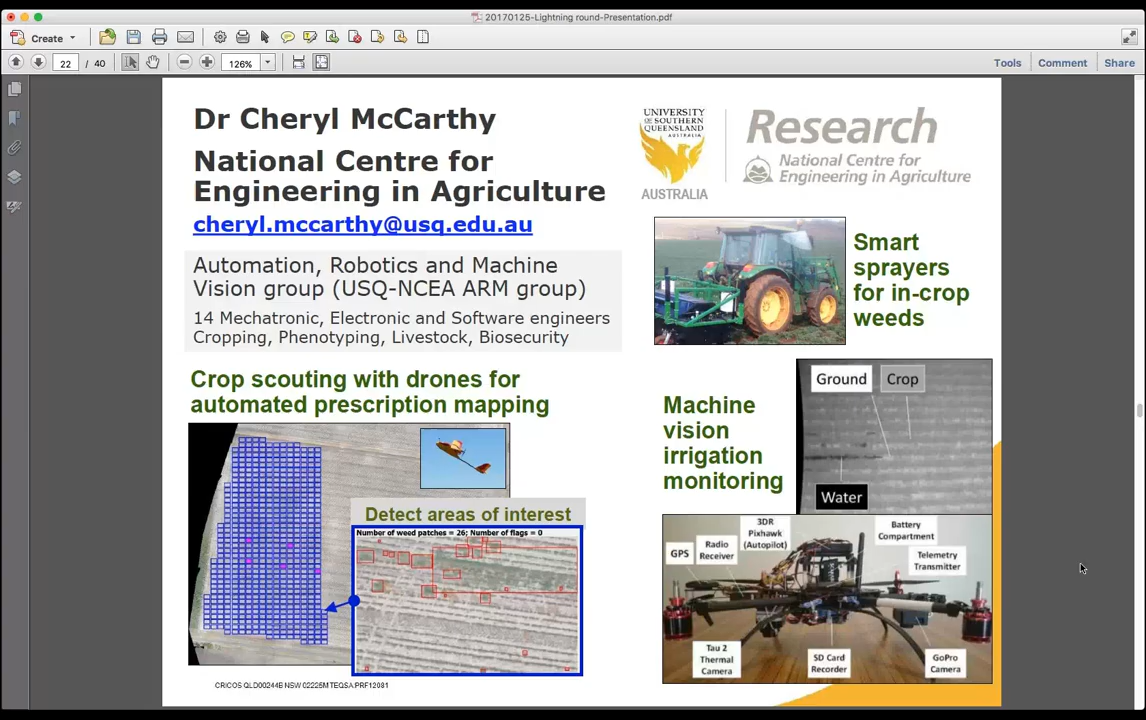 20170125-Lightning round-Presentation.pdf
Create
22 / 40
126%
Tools Comment Share
Dr Cheryl McCarthy
National Centre for
Engineering in Agriculture
cheryl.mccarthy@usq.edu.au
Automation, Robotics and Machine
Vision group (USQ-NCEA ARM group)
14 Mechatronic, Electronic and Software engineers
Cropping, Phenotyping, Livestock, Biosecurity
UNIVERSITY
OF SOUTHERN
QUEENSLAND
AUSTRALIA
AUSTRALIA
Research
National Centre for
Engineering in Agriculture
Smart
sprayers
for in-crop
weeds
Crop scouting with drones for
automated prescription mapping
Detect areas of interest
Number of weed patches = 26; Number of flags = 0
Machine
vision
irrigation
monitoring
Ground
Crop
Water
GPS
Radio
Receiver
3DR
Pixhawk
(Autopilot)
Battery
Compartment
Telemetry
Transmitter
Tau 2
Thermal
Camera
SD Card
Recorder
GoPro
Camera
CRICOS QLD00244B NSW 02225M TEQSA:PRF12081